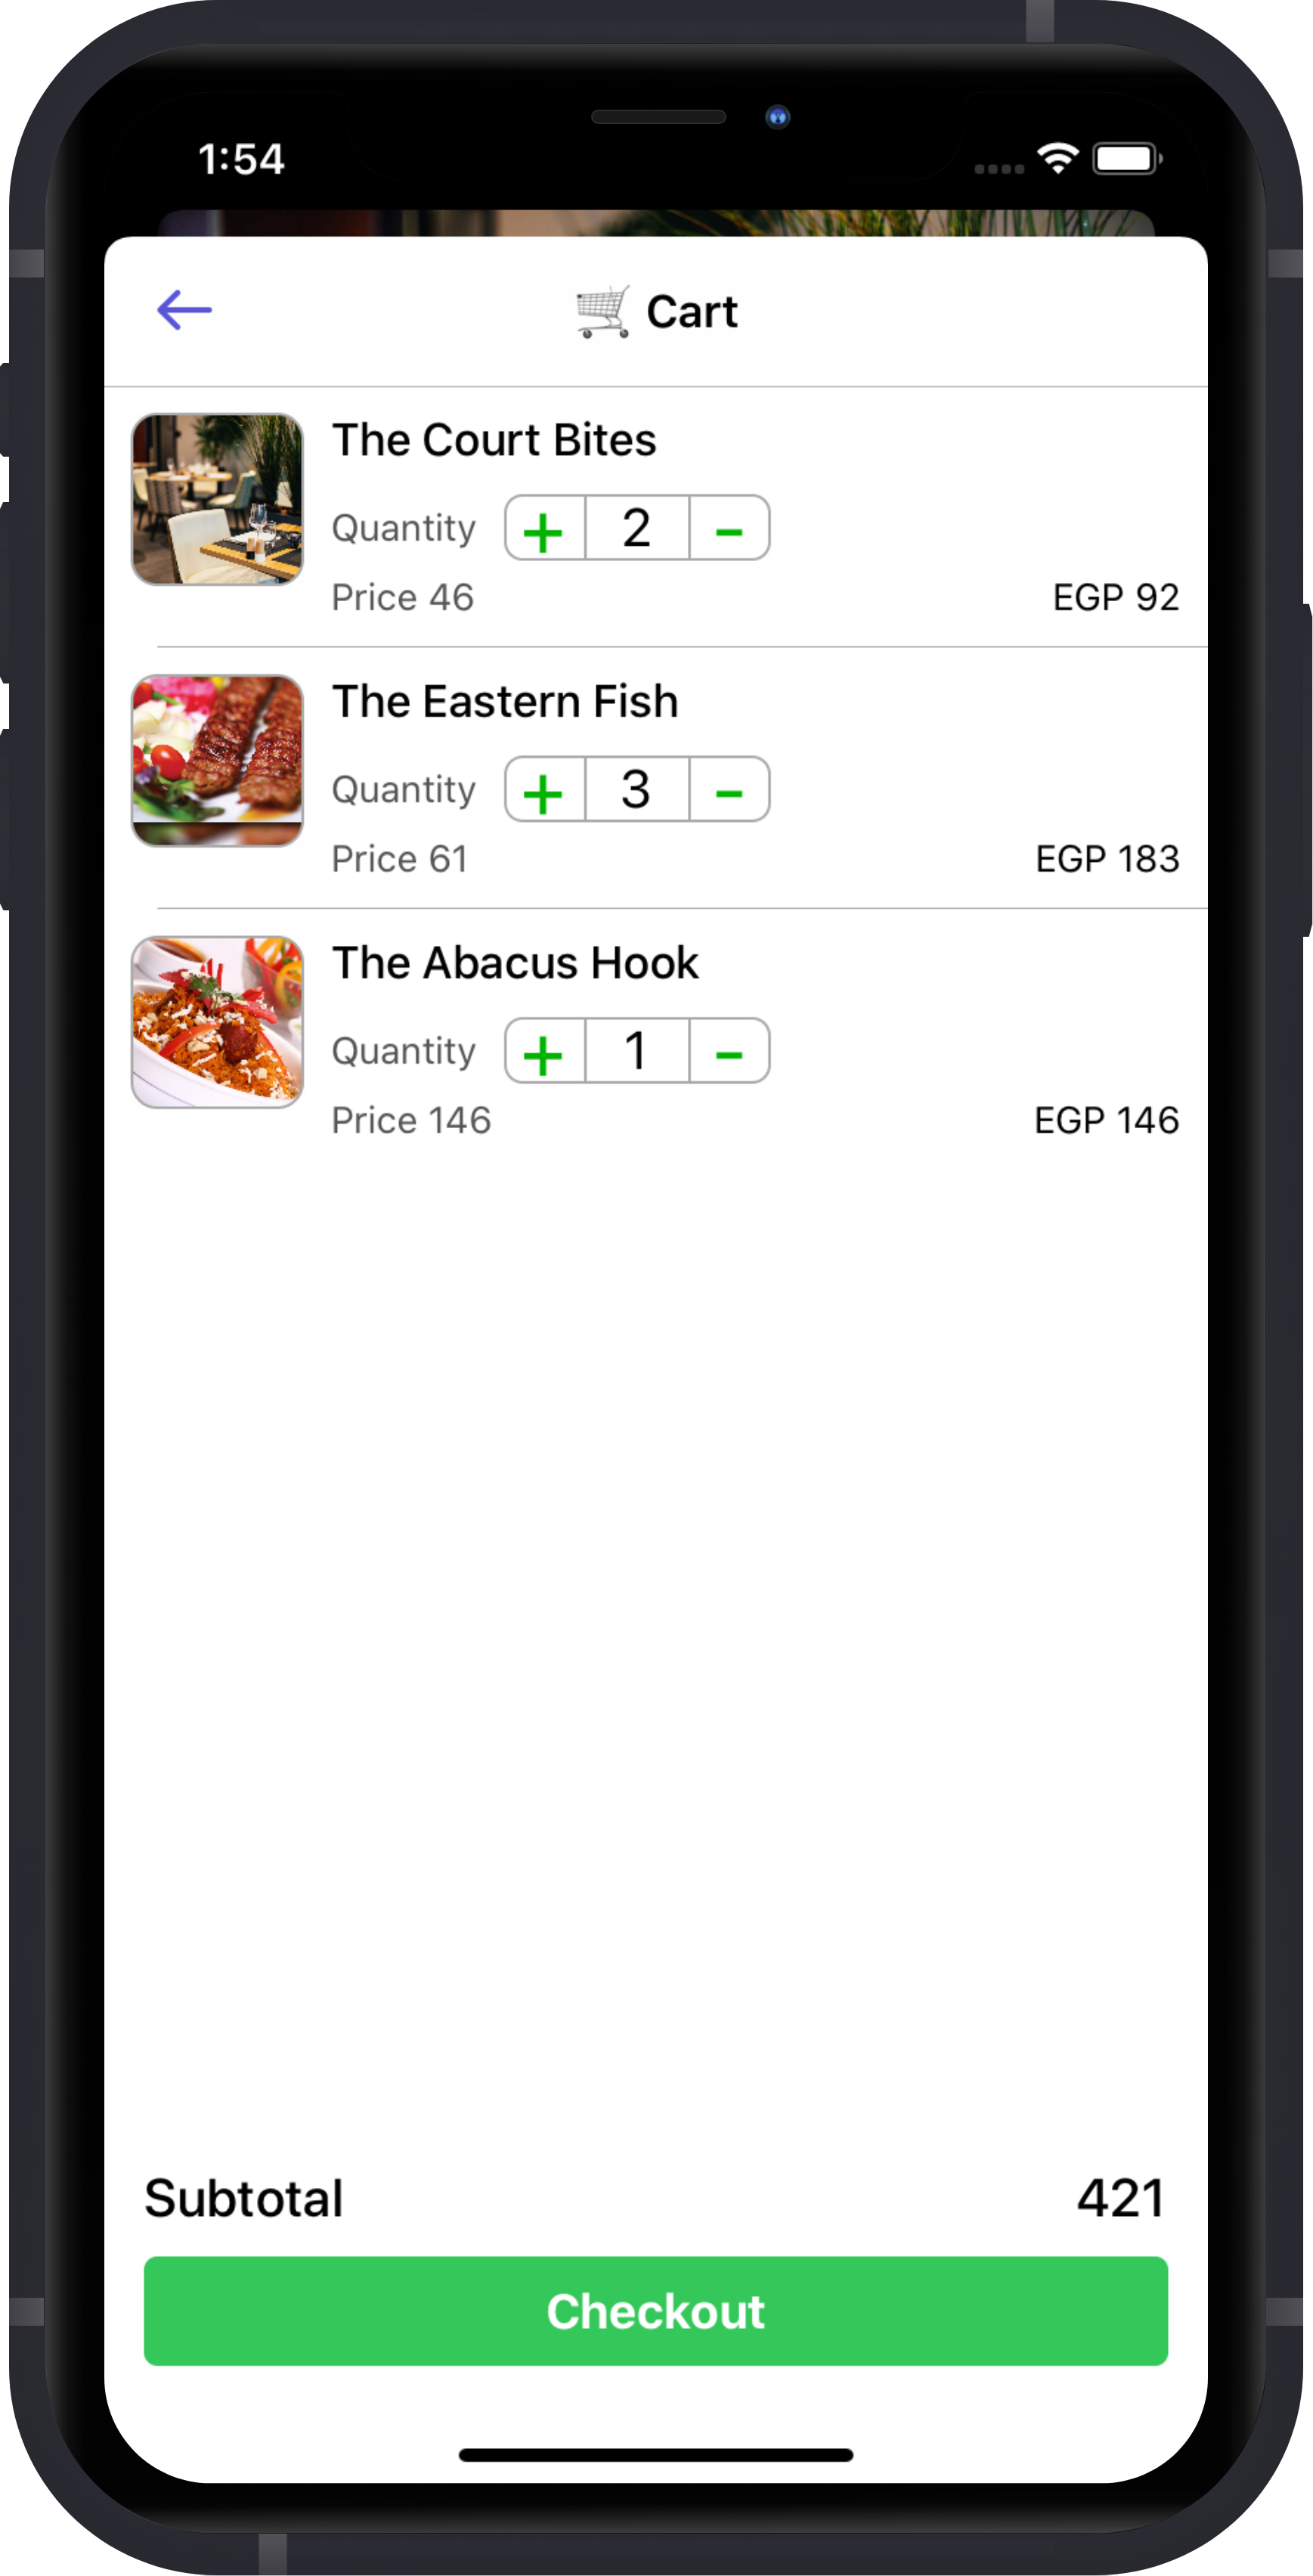 1:54
🛒 Cart
The Court Bites
Quantity + 2 -
Price 46 EGP 92
The Eastern Fish
Quantity + 3 -
Price 61 EGP 183
The Abacus Hook
Quantity + 1 -
Price 146 EGP 146
Subtotal 421
Checkout